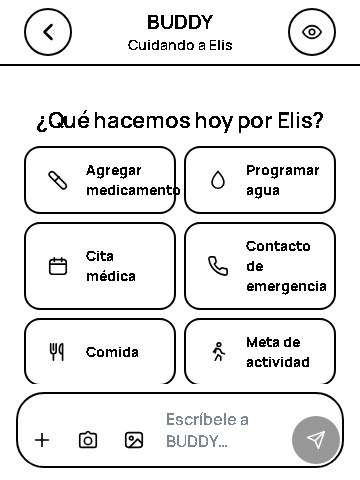 BUDDY
Cuidando a Elis
¿Qué hacemos hoy por Elis?
Agregar
medicamento
Programar
agua
Cita
médica
Contacto
de
emergencia
Comida
Meta de
actividad
Escríbele a
BUDDY...